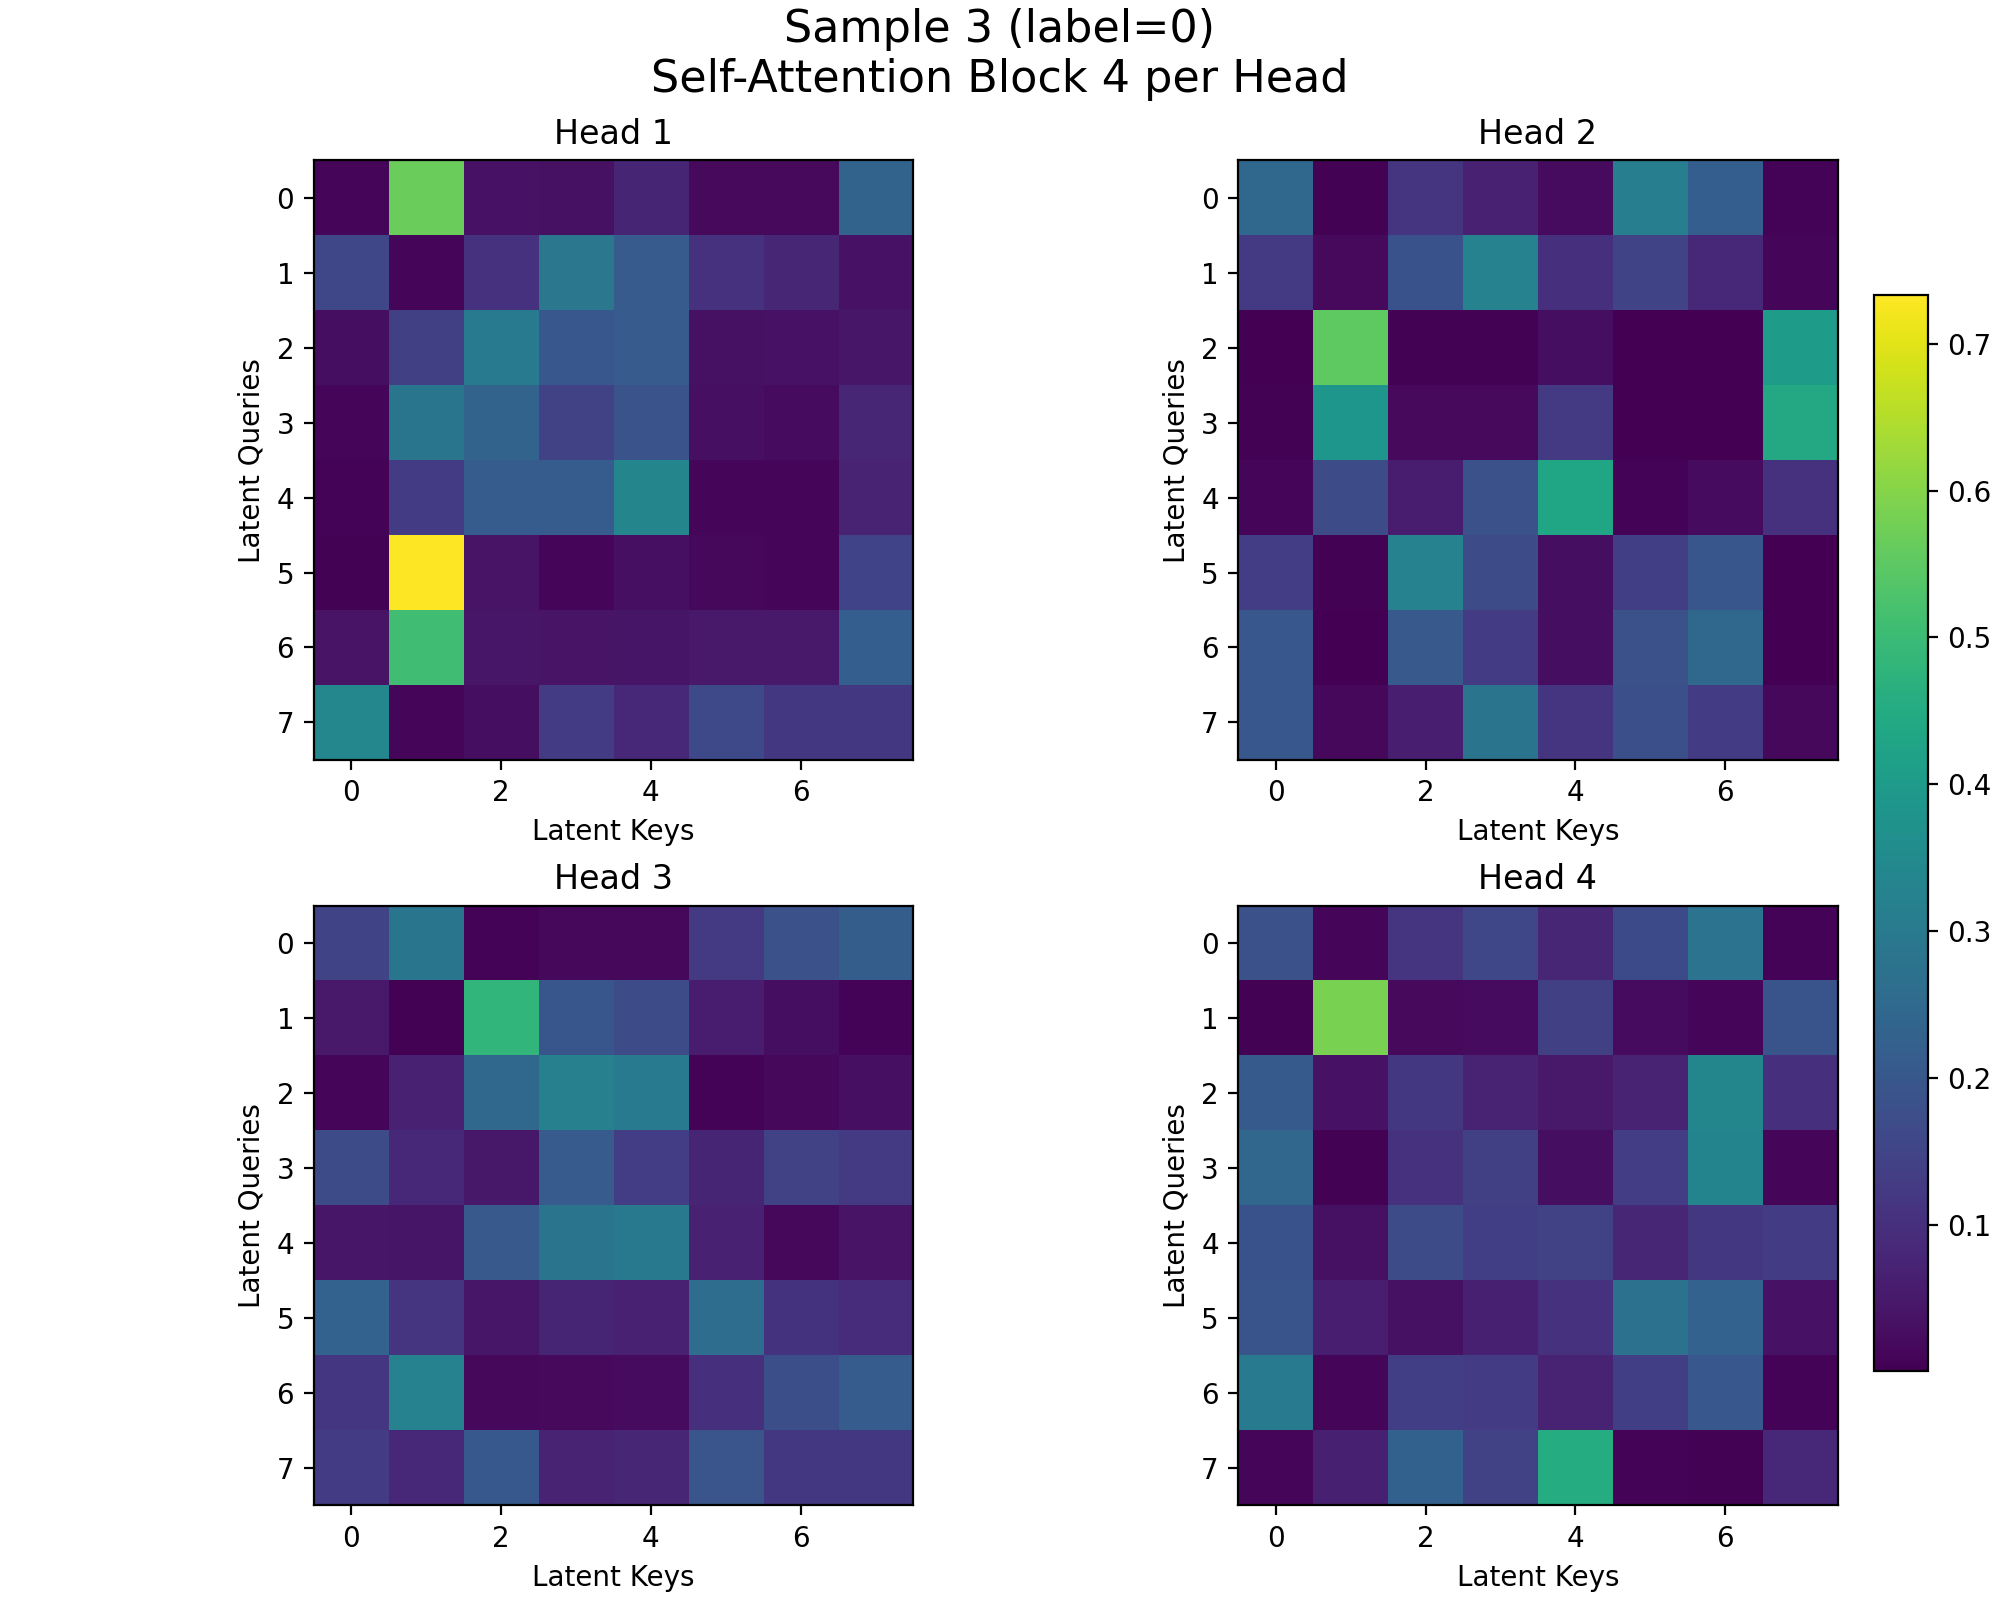 Sample 3 (label=0)
Self-Attention Block 4 per Head
Head 1
0
1
2
3
4
5
6
7
Latent Queries
0 2 4 6
Latent Keys
Head 2
0
1
2
3
4
5
6
7
Latent Queries
0 2 4 6
Latent Keys
Head 3
0
1
2
3
4
5
6
7
Latent Queries
0 2 4 6
Latent Keys
Head 4
0
1
2
3
4
5
6
7
Latent Queries
0 2 4 6
Latent Keys
0.7
0.6
0.5
0.4
0.3
0.2
0.1